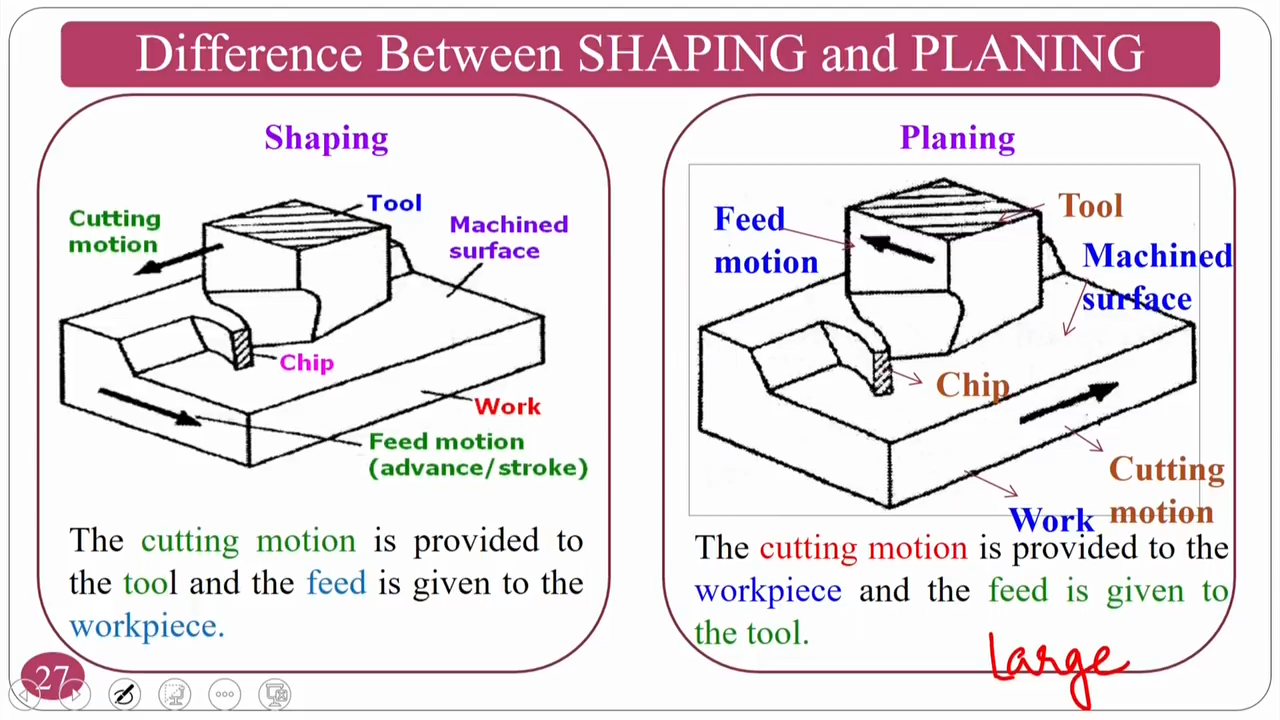 Difference Between SHAPING and PLANING
Shaping
Cutting
motion
Tool
Machined
surface
Chip
Work
Feed motion
(advance/stroke)
The cutting motion is provided to
the tool and the feed is given to the
workpiece.
Planing
Feed
motion
Tool
Machined
surface
Chip
Cutting
motion
Work
The cutting motion is provided to the
workpiece and the feed is given to
the tool.
Large
27